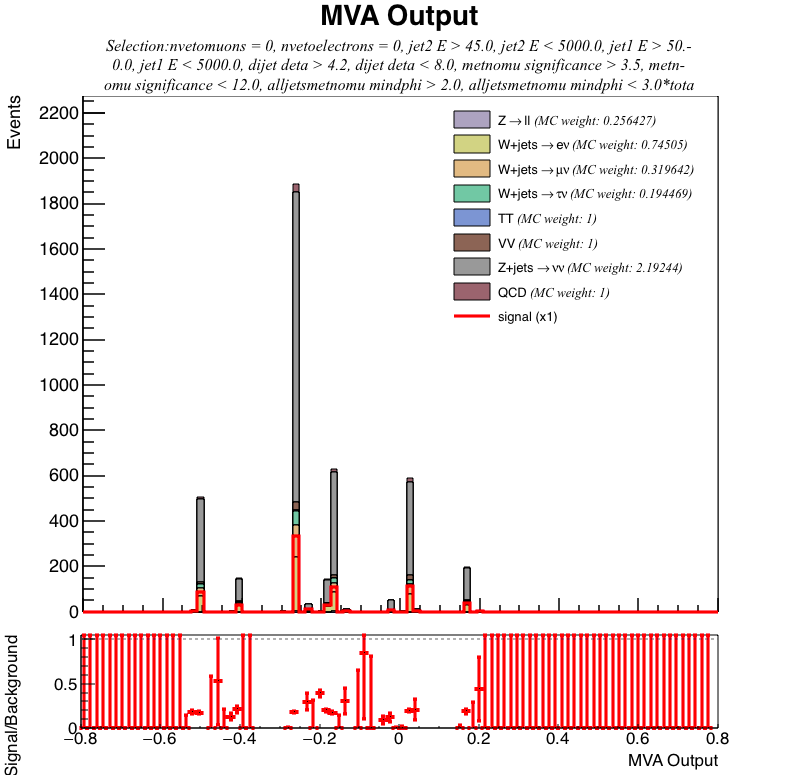 MVA Output
Selection:nvetomuons = 0, nvetoelectrons = 0, jet2 E > 45.0, jet2 E < 5000.0, jet1 E > 50.-
0.0, jet1 E < 5000.0, dijet deta > 4.2, dijet deta < 8.0, metnomu significance > 3.5, metn-
omu significance < 12.0, alljetsmetnomu mindphi > 2.0, alljetsmetnomu mindphi < 3.0*tota
Events
2200
2000
1800
1600
1400
1200
1000
800
600
400
200
0
Z→ll (MC weight: 0.256427)
W+jets→eν (MC weight: 0.74505)
W+jets→μν (MC weight: 0.319642)
W+jets→τν (MC weight: 0.194469)
TT (MC weight: 1)
VV (MC weight: 1)
Z+jets→νν (MC weight: 2.19244)
QCD (MC weight: 1)
signal (x1)
Signal/Background
1
0.5
0
−0.8 −0.6 −0.4 −0.2 0 0.2 0.4 0.6 0.8
MVA Output